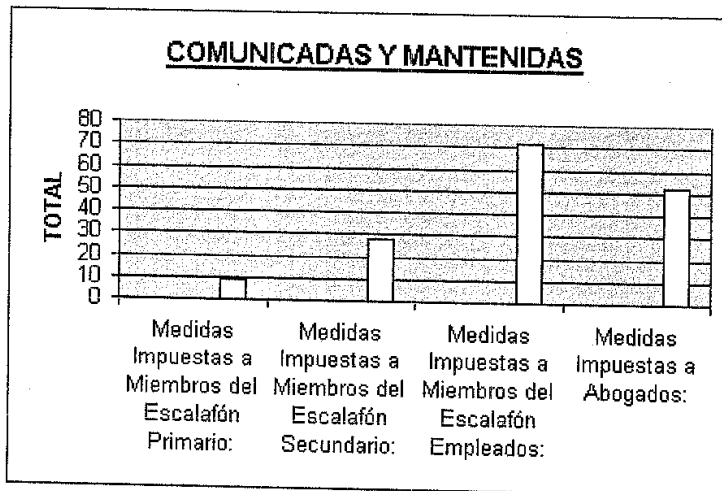 COMUNICADAS Y MANTENIDAS
TOTAL
80
70
60
50
40
30
20
10
0
Medidas
Impuestas a
Miembros del
Escalafón
Primario:
Medidas
Impuestas a
Miembros del
Escalafón
Secundario:
Medidas
Impuestas a
Miembros del
Escalafón
Empleados:
Medidas
Impuestas a
Abogados: